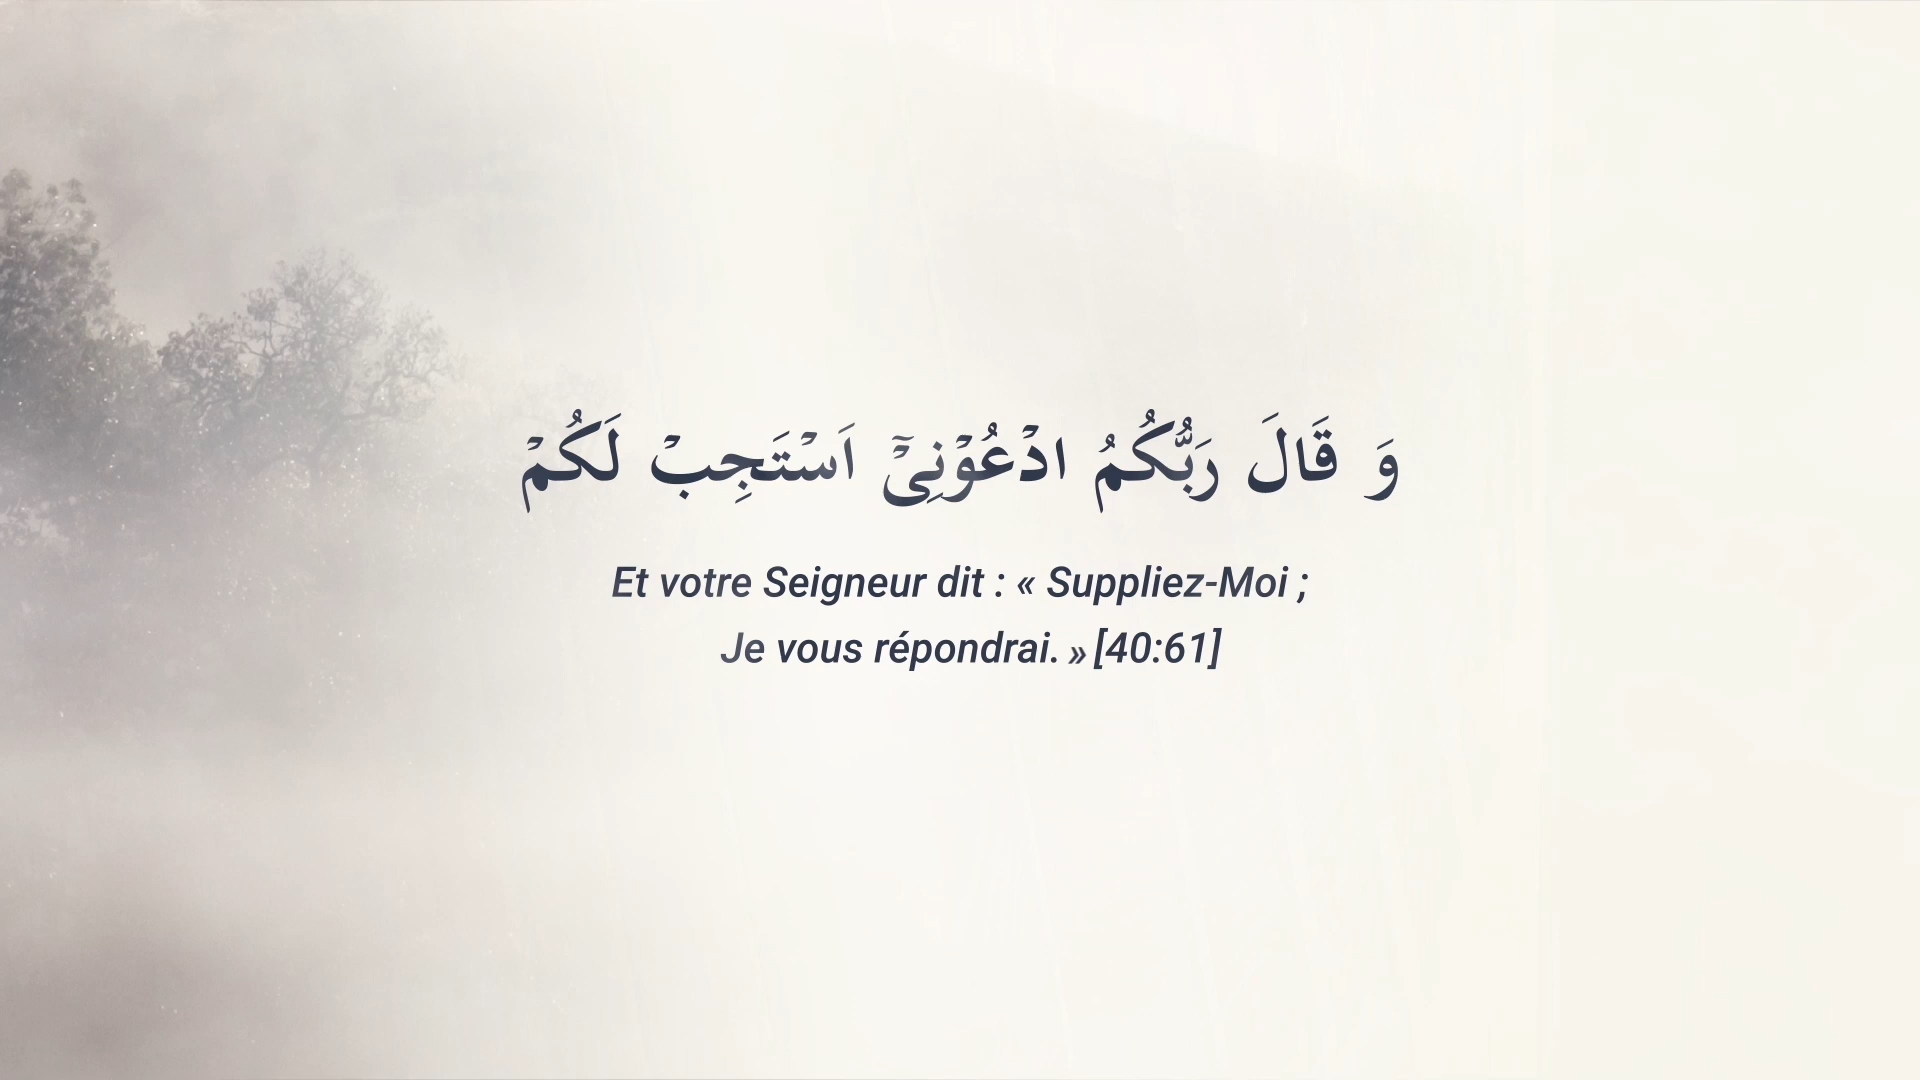 وَ قَالَ رَبُّكُمُ ادْعُوْنِیْۤ اَسْتَجِبْ لَكُمْ
Et votre Seigneur dit : « Suppliez-Moi ;
Je vous répondrai. » [40:61]